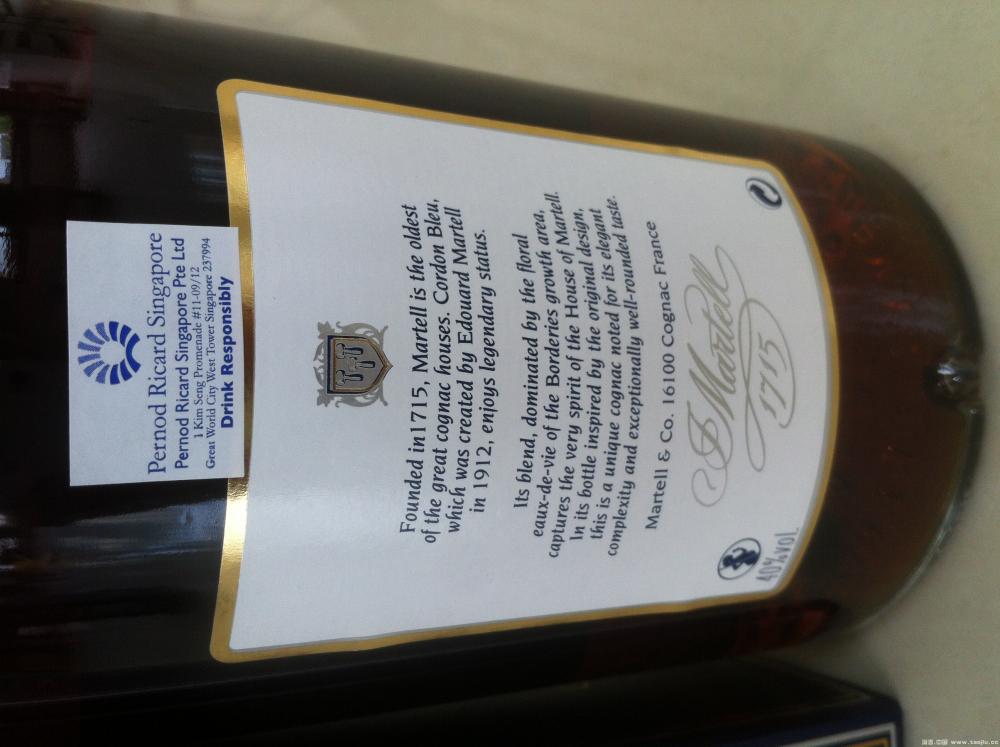 Pernod Ricard Singapore
Pernod Ricard Singapore Pte Ltd
1 Kim Seng Promenade #11-09/12
Great World City West Tower Singapore 237994
Drink Responsibly
Founded in1715, Martell is the oldest
of the great cognac houses. Cordon Bleu,
which was created by Edouard Martell
in 1912, enjoys legendary status.
Its blend, dominated by the floral
eaux-de-vie of the Borderies growth area,
captures the very spirit of the House of Martell.
In its bottle inspired by the original design,
this is a unique cognac noted for its elegant
complexity and exceptionally well-rounded taste.
Martell & Co. 16100 Cognac France
J Martell
1715
40%vol
www.taojiu.cc